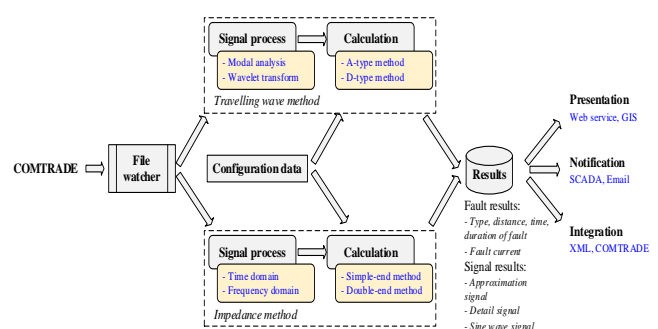 Signal process
- Modal analysis
- Wavelet transform
Calculation
- A-type method
- D-type method
Travelling wave method
COMTRADE
File
watcher
Configuration data
Signal process
- Time domain
- Frequency domain
Calculation
- Simple-end method
- Double-end method
Impedance method
Results
Fault results:
- Type, distance, time,
duration of fault
- Fault current
Signal results:
- Approximation
signal
- Detail signal
- Sine wave signal
Presentation
Web service, GIS
Notification
SCADA, Email
Integration
XML, COMTRADE